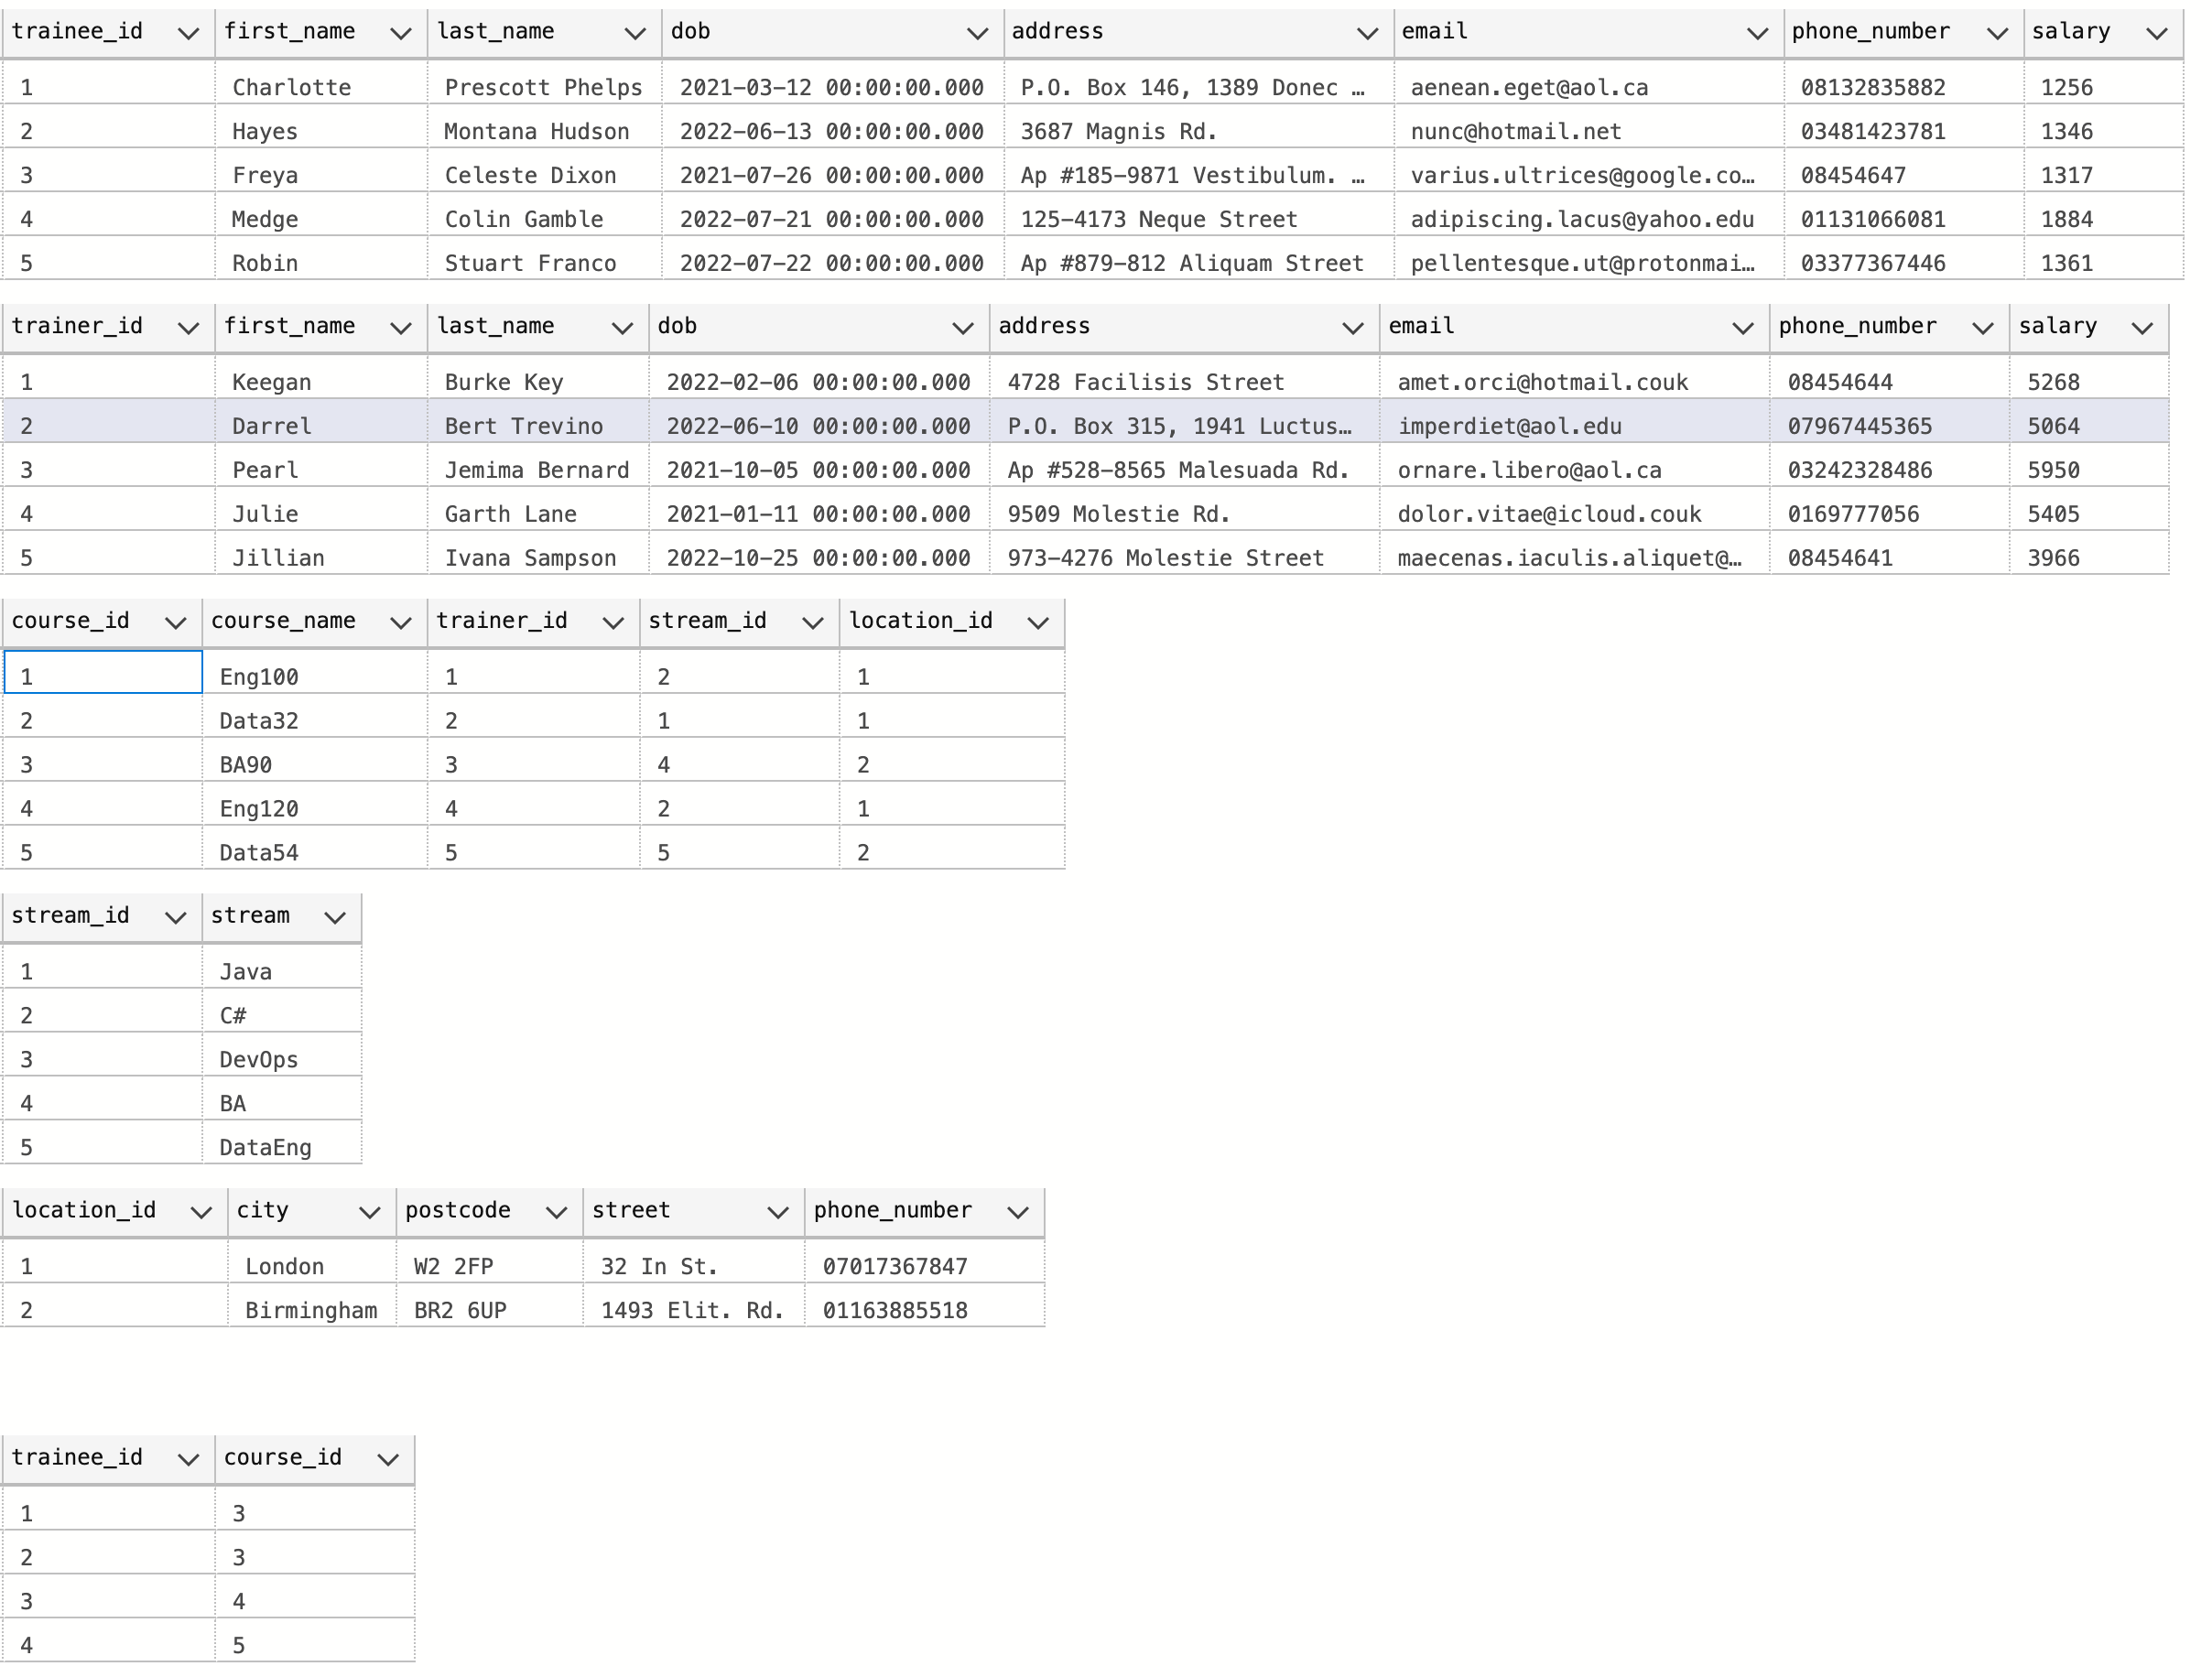 trainee_id first_name last_name dob address email phone_number salary
1 Charlotte Prescott Phelps 2021-03-12 00:00:00.000 P.O. Box 146, 1389 Donec … aenean.eget@aol.ca 08132835882 1256
2 Hayes Montana Hudson 2022-06-13 00:00:00.000 3687 Magnis Rd. nunc@hotmail.net 03481423781 1346
3 Freya Celeste Dixon 2021-07-26 00:00:00.000 Ap #185-9871 Vestibulum. … varius.ultrices@google.co… 08454647 1317
4 Medge Colin Gamble 2022-07-21 00:00:00.000 125-4173 Neque Street adipiscing.lacus@yahoo.edu 01131066081 1884
5 Robin Stuart Franco 2022-07-22 00:00:00.000 Ap #879-812 Aliquam Street pellentesque.ut@protonmai… 03377367446 1361
trainer_id first_name last_name dob address email phone_number salary
1 Keegan Burke Key 2022-02-06 00:00:00.000 4728 Facilisis Street amet.orci@hotmail.couk 08454644 5268
2 Darrel Bert Trevino 2022-06-10 00:00:00.000 P.O. Box 315, 1941 Luctus… imperdiet@aol.edu 07967445365 5064
3 Pearl Jemima Bernard 2021-10-05 00:00:00.000 Ap #528-8565 Malesuada Rd. ornare.libero@aol.ca 03242328486 5950
4 Julie Garth Lane 2021-01-11 00:00:00.000 9509 Molestie Rd. dolor.vitae@icloud.couk 0169777056 5405
5 Jillian Ivana Sampson 2022-10-25 00:00:00.000 973-4276 Molestie Street maecenas.iaculis.aliquet@… 08454641 3966
course_id course_name trainer_id stream_id location_id
1 Eng100 1 2 1
2 Data32 2 1 1
3 BA90 3 4 2
4 Eng120 4 2 1
5 Data54 5 5 2
stream_id stream
1 Java
2 C#
3 DevOps
4 BA
5 DataEng
location_id city postcode street phone_number
1 London W2 2FP 32 In St. 07017367847
2 Birmingham BR2 6UP 1493 Elit. Rd. 01163885518
trainee_id course_id
1 3
2 3
3 4
4 5